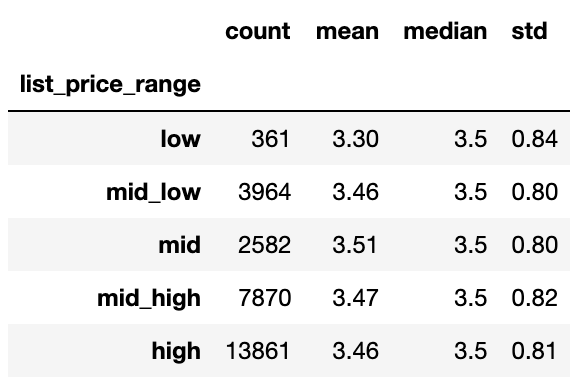 count mean median std
list_price_range
low 361 3.30 3.5 0.84
mid_low 3964 3.46 3.5 0.80
mid 2582 3.51 3.5 0.80
mid_high 7870 3.47 3.5 0.82
high 13861 3.46 3.5 0.81